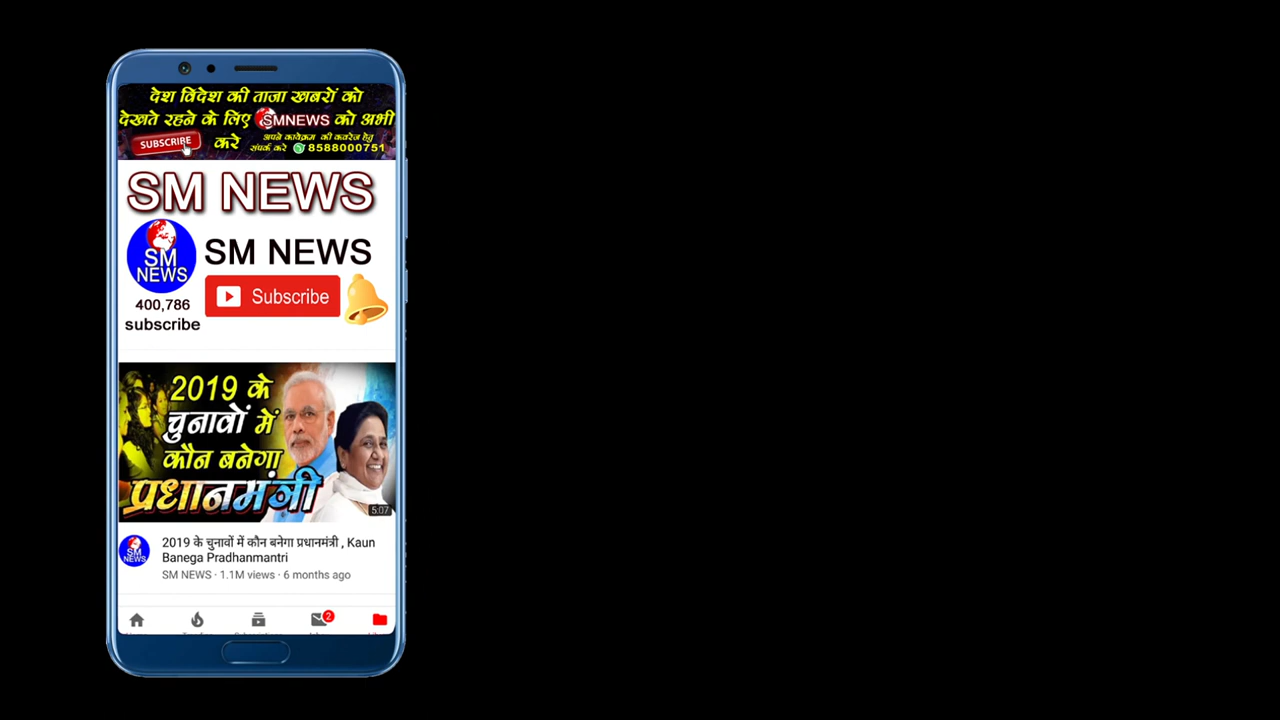 देश विदेश की ताजा खबरों को
देखते रहने के लिए SMNEWS को अभी
SUBSCRIBE करे अपने कार्यक्रम की कवरेज हेतु
संपर्क करे 8588000751
SM NEWS
SM NEWS
SM NEWS
Subscribe
400,786
subscribe
2019 के
चुनावों में
कौन बनेगा
प्रधानमंत्री
5:07
SM NEWS
2019 के चुनावों में कौन बनेगा प्रधानमंत्री , Kaun
Banega Pradhanmantri
SM NEWS · 1.1M views · 6 months ago
2